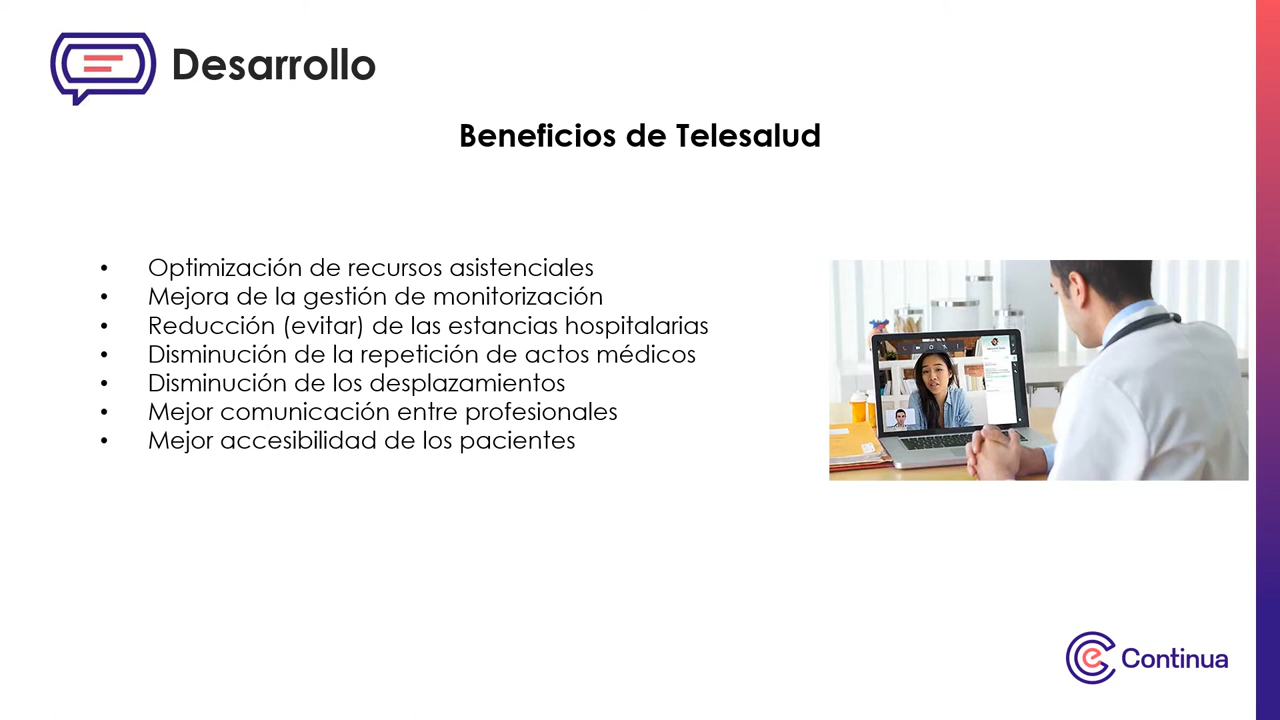 Desarrollo
Beneficios de Telesalud
• Optimización de recursos asistenciales
• Mejora de la gestión de monitorización
• Reducción (evitar) de las estancias hospitalarias
• Disminución de la repetición de actos médicos
• Disminución de los desplazamientos
• Mejor comunicación entre profesionales
• Mejor accesibilidad de los pacientes
Continua